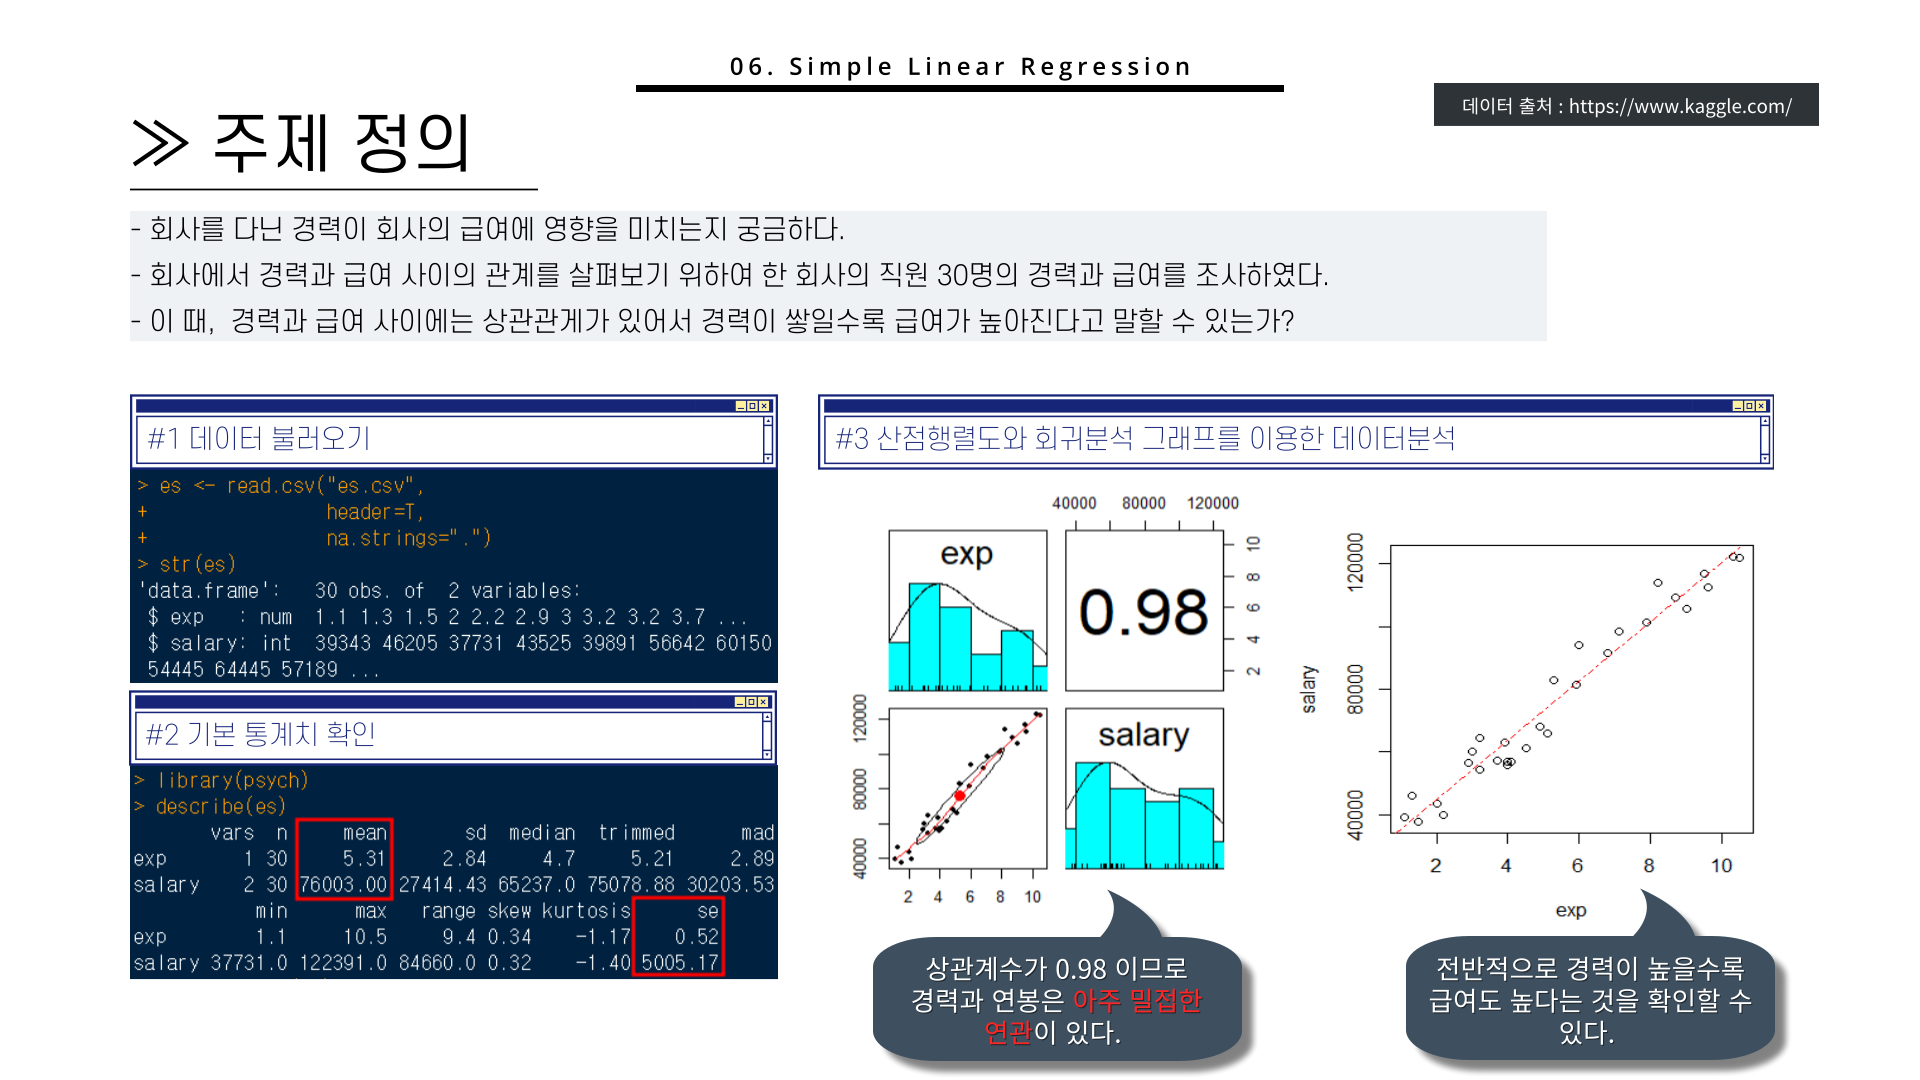 06. Simple Linear Regression
데이터 출처 : https://www.kaggle.com/
≫ 주제 정의
- 회사를 다닌 경력이 회사의 급여에 영향을 미치는지 궁금하다.
- 회사에서 경력과 급여 사이의 관계를 살펴보기 위하여 한 회사의 직원 30명의 경력과 급여를 조사하였다.
- 이 때,  경력과 급여 사이에는 상관관게가 있어서 경력이 쌓일수록 급여가 높아진다고 말할 수 있는가?
#1 데이터 불러오기
> es <- read.csv("es.csv",
+ header=T,
+ na.strings=".")
> str(es)
'data.frame':   30 obs. of  2 variables:
$ exp   : num  1.1 1.3 1.5 2 2.2 2.9 3 3.2 3.2 3.7 ...
$ salary: int  39343 46205 37731 43525 39891 56642 60150
54445 64445 57189 ...
#2 기본 통계치 확인
> library(psych)
> describe(es)
vars n mean sd median trimmed mad
exp 1 30 5.31 2.84 4.7 5.21 2.89
salary 2 30 76003.00 27414.43 65237.0 75078.88 30203.53
min max range skew kurtosis se
exp 1.1 10.5 9.4 0.34 -1.17 0.52
salary 37731.0 122391.0 84660.0 0.32 -1.40 5005.17
#3 산점행렬도와 회귀분석 그래프를 이용한 데이터분석
40000 80000 120000
exp
0.98
10
8
6
4
2
120000
80000
40000
salary
2 4 6 8 10
120000
80000
40000
salary
2 4 6 8 10
exp
상관계수가 0.98 이므로
경력과 연봉은 아주 밀접한
연관이 있다.
전반적으로 경력이 높을수록
급여도 높다는 것을 확인할 수
있다.